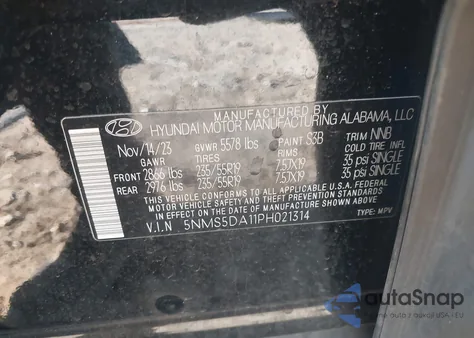 MANUFACTURED BY
HYUNDAI MOTOR MANUFACTURING ALABAMA, LLC
Nov/14/23 GVWR 5578 lbs PAINT S3B TRIM NNB
GAWR TIRES RIMS COLD TIRE INFL
FRONT 2866 lbs 235/55R19 7.5JX19 35 psi SINGLE
REAR 2976 lbs 235/55R19 7.5JX19 35 psi SINGLE
THIS VEHICLE CONFORMS TO ALL APPLICABLE U.S.A. FEDERAL
MOTOR VEHICLE SAFETY AND THEFT PREVENTION STANDARDS
IN EFFECT ON THE DATE OF MANUFACTURE SHOWN ABOVE.
V.I.N 5NMS5DA11PH021314 TYPE: MPV
autoSnap